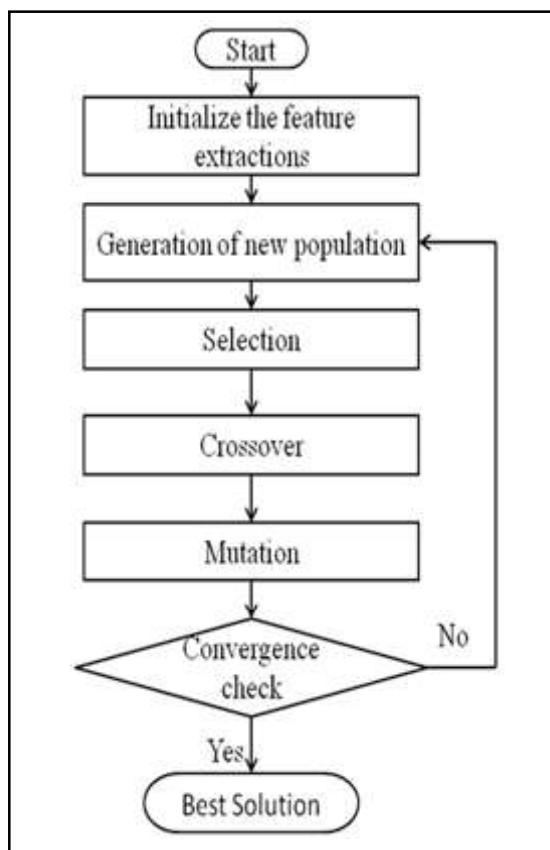 Start
Initialize the feature
extractions
Generation of new population
Selection
Crossover
Mutation
Convergence
check
No
Yes
Best Solution